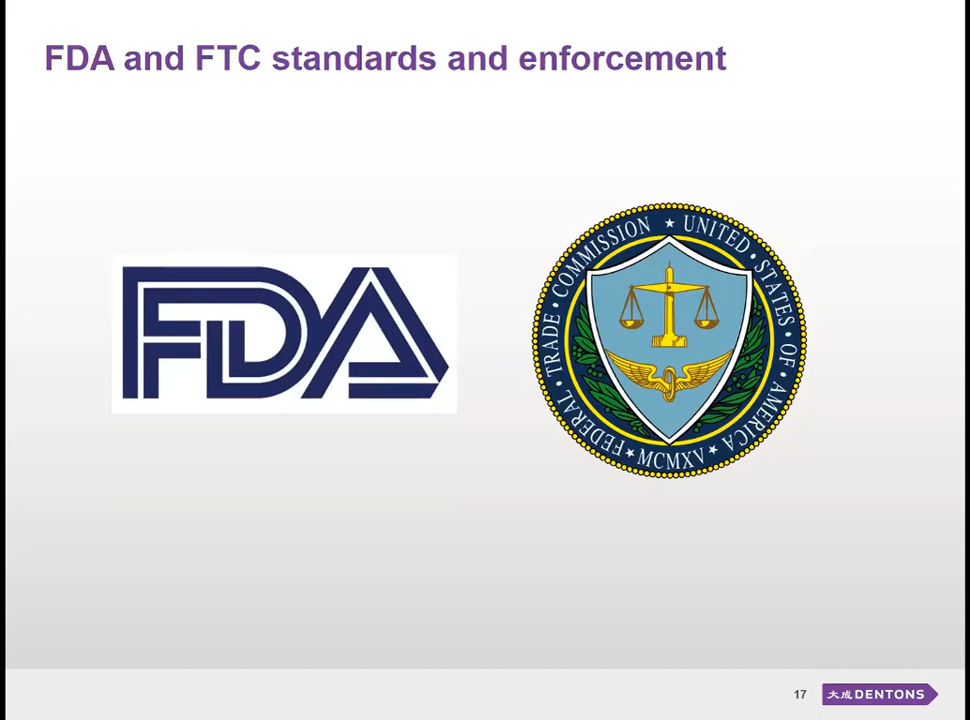 FDA and FTC standards and enforcement
FDA
FEDERAL • TRADE • COMMISSION ★ UNITED • STATES • OF • AMERICA
★ MCMXV ★
17
大成 DENTONS